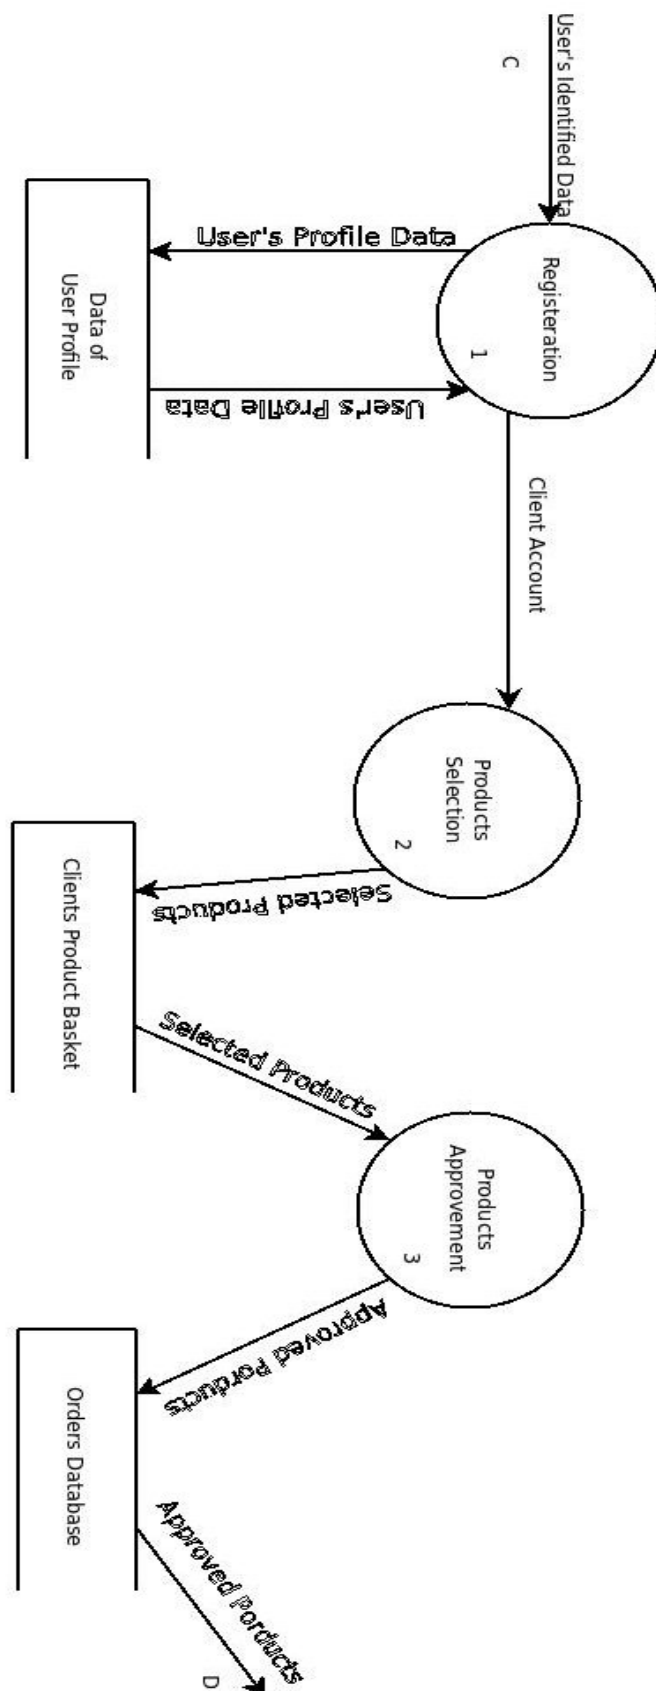 User's Identified Data
C
Registeration
1
User's Profile Data
User's Profile Data
Data of
User Profile
Client Account
Products
Selection
2
Selected Products
Clients Product Basket
Selected Products
Products
Approvement
3
Approved Porducts
Orders Database
Approved Porducts
D